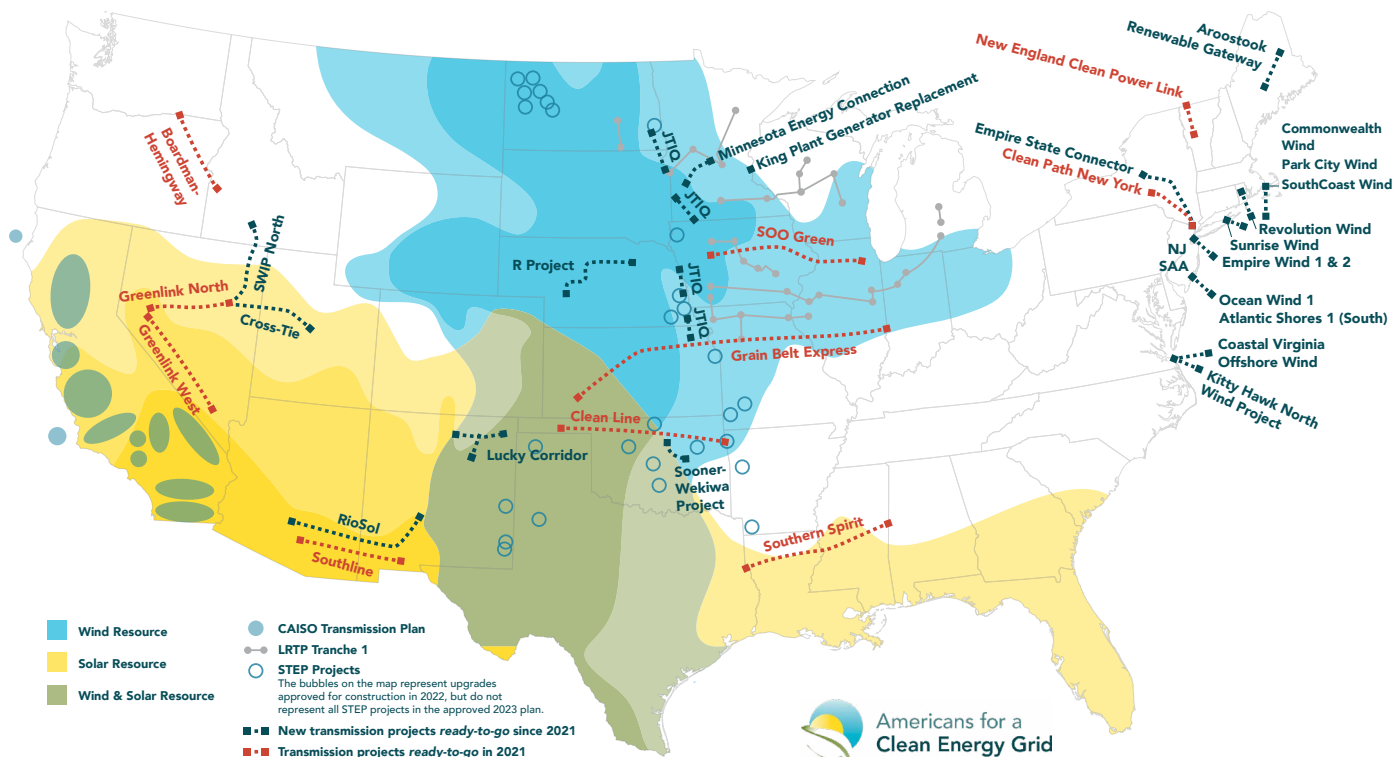 Aroostook
Renewable Gateway
New England Clean Power Link
Minnesota Energy Connection
King Plant Generator Replacement
Empire State Connector
Clean Path New York
Commonwealth
Wind
Park City Wind
SouthCoast Wind
Revolution Wind
Sunrise Wind
Empire Wind 1 & 2
NJ
SAA
Ocean Wind 1
Atlantic Shores 1 (South)
Coastal Virginia
Offshore Wind
Kitty Hawk North
Wind Project
Boardman-
Hemingway
JTIQ
JTIQ
SWIP North
SOO Green
R Project
JTIQ
JTIQ
Greenlink North
Cross-Tie
Greenlink West
Grain Belt Express
Clean Line
Lucky Corridor
Sooner-
Wekiwa
Project
RioSol
Southline
Southern Spirit
Wind Resource
Solar Resource
Wind & Solar Resource
CAISO Transmission Plan
LRTP Tranche 1
STEP Projects
The bubbles on the map represent upgrades
approved for construction in 2022, but do not
represent all STEP projects in the approved 2023 plan.
New transmission projects ready-to-go since 2021
Transmission projects ready-to-go in 2021
Americans for a
Clean Energy Grid